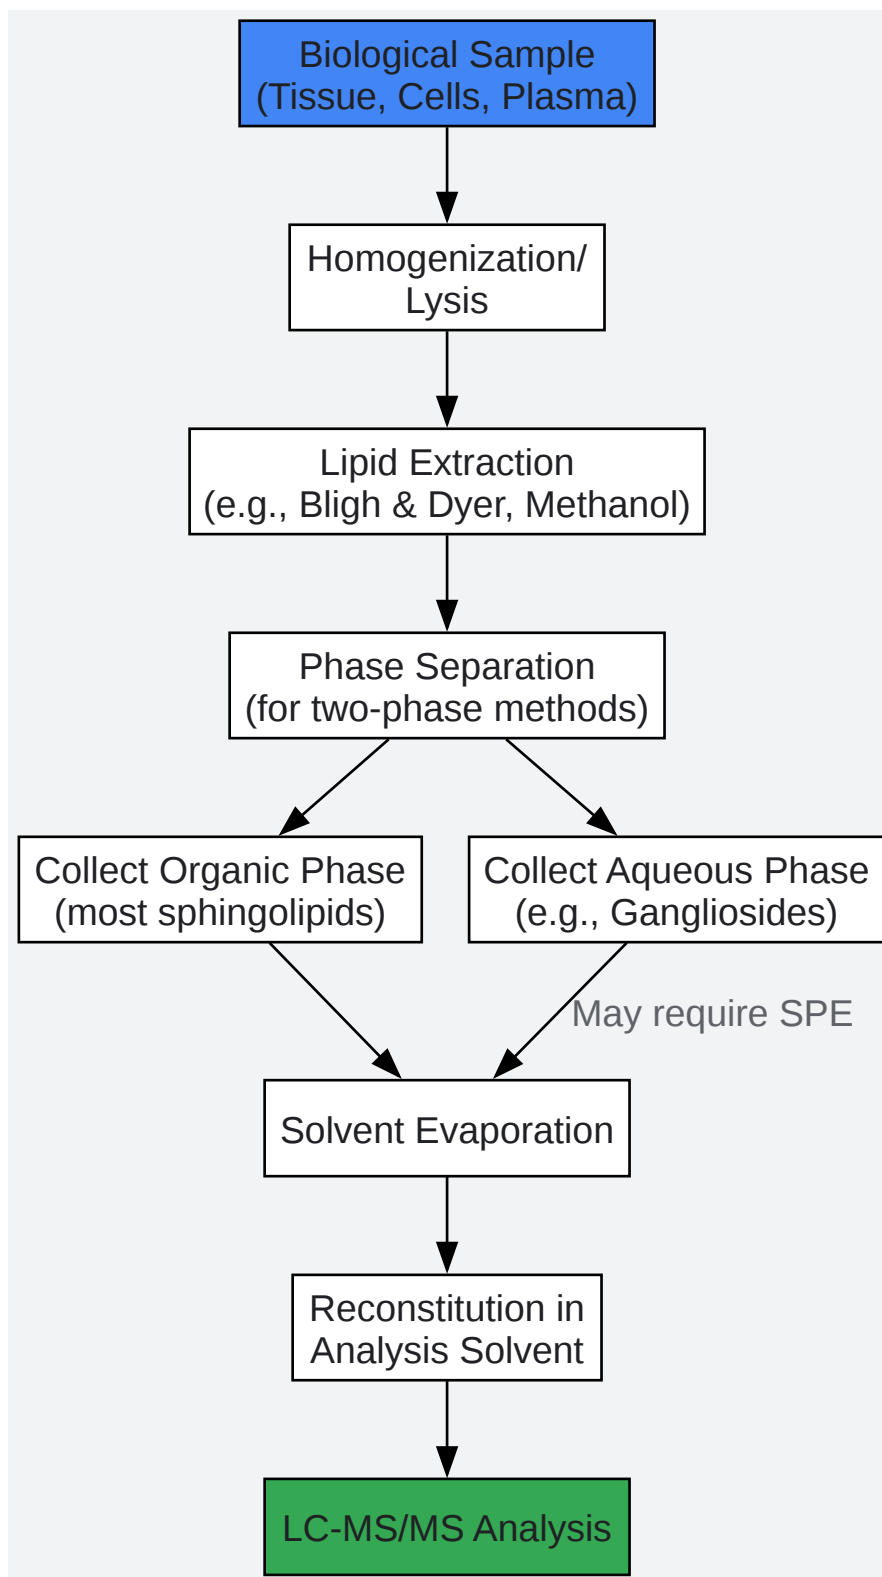 Biological Sample
(Tissue, Cells, Plasma)
Homogenization/
Lysis
Lipid Extraction
(e.g., Bligh & Dyer, Methanol)
Phase Separation
(for two-phase methods)
Collect Organic Phase
(most sphingolipids)
Collect Aqueous Phase
(e.g., Gangliosides)
May require SPE
Solvent Evaporation
Reconstitution in
Analysis Solvent
LC-MS/MS Analysis